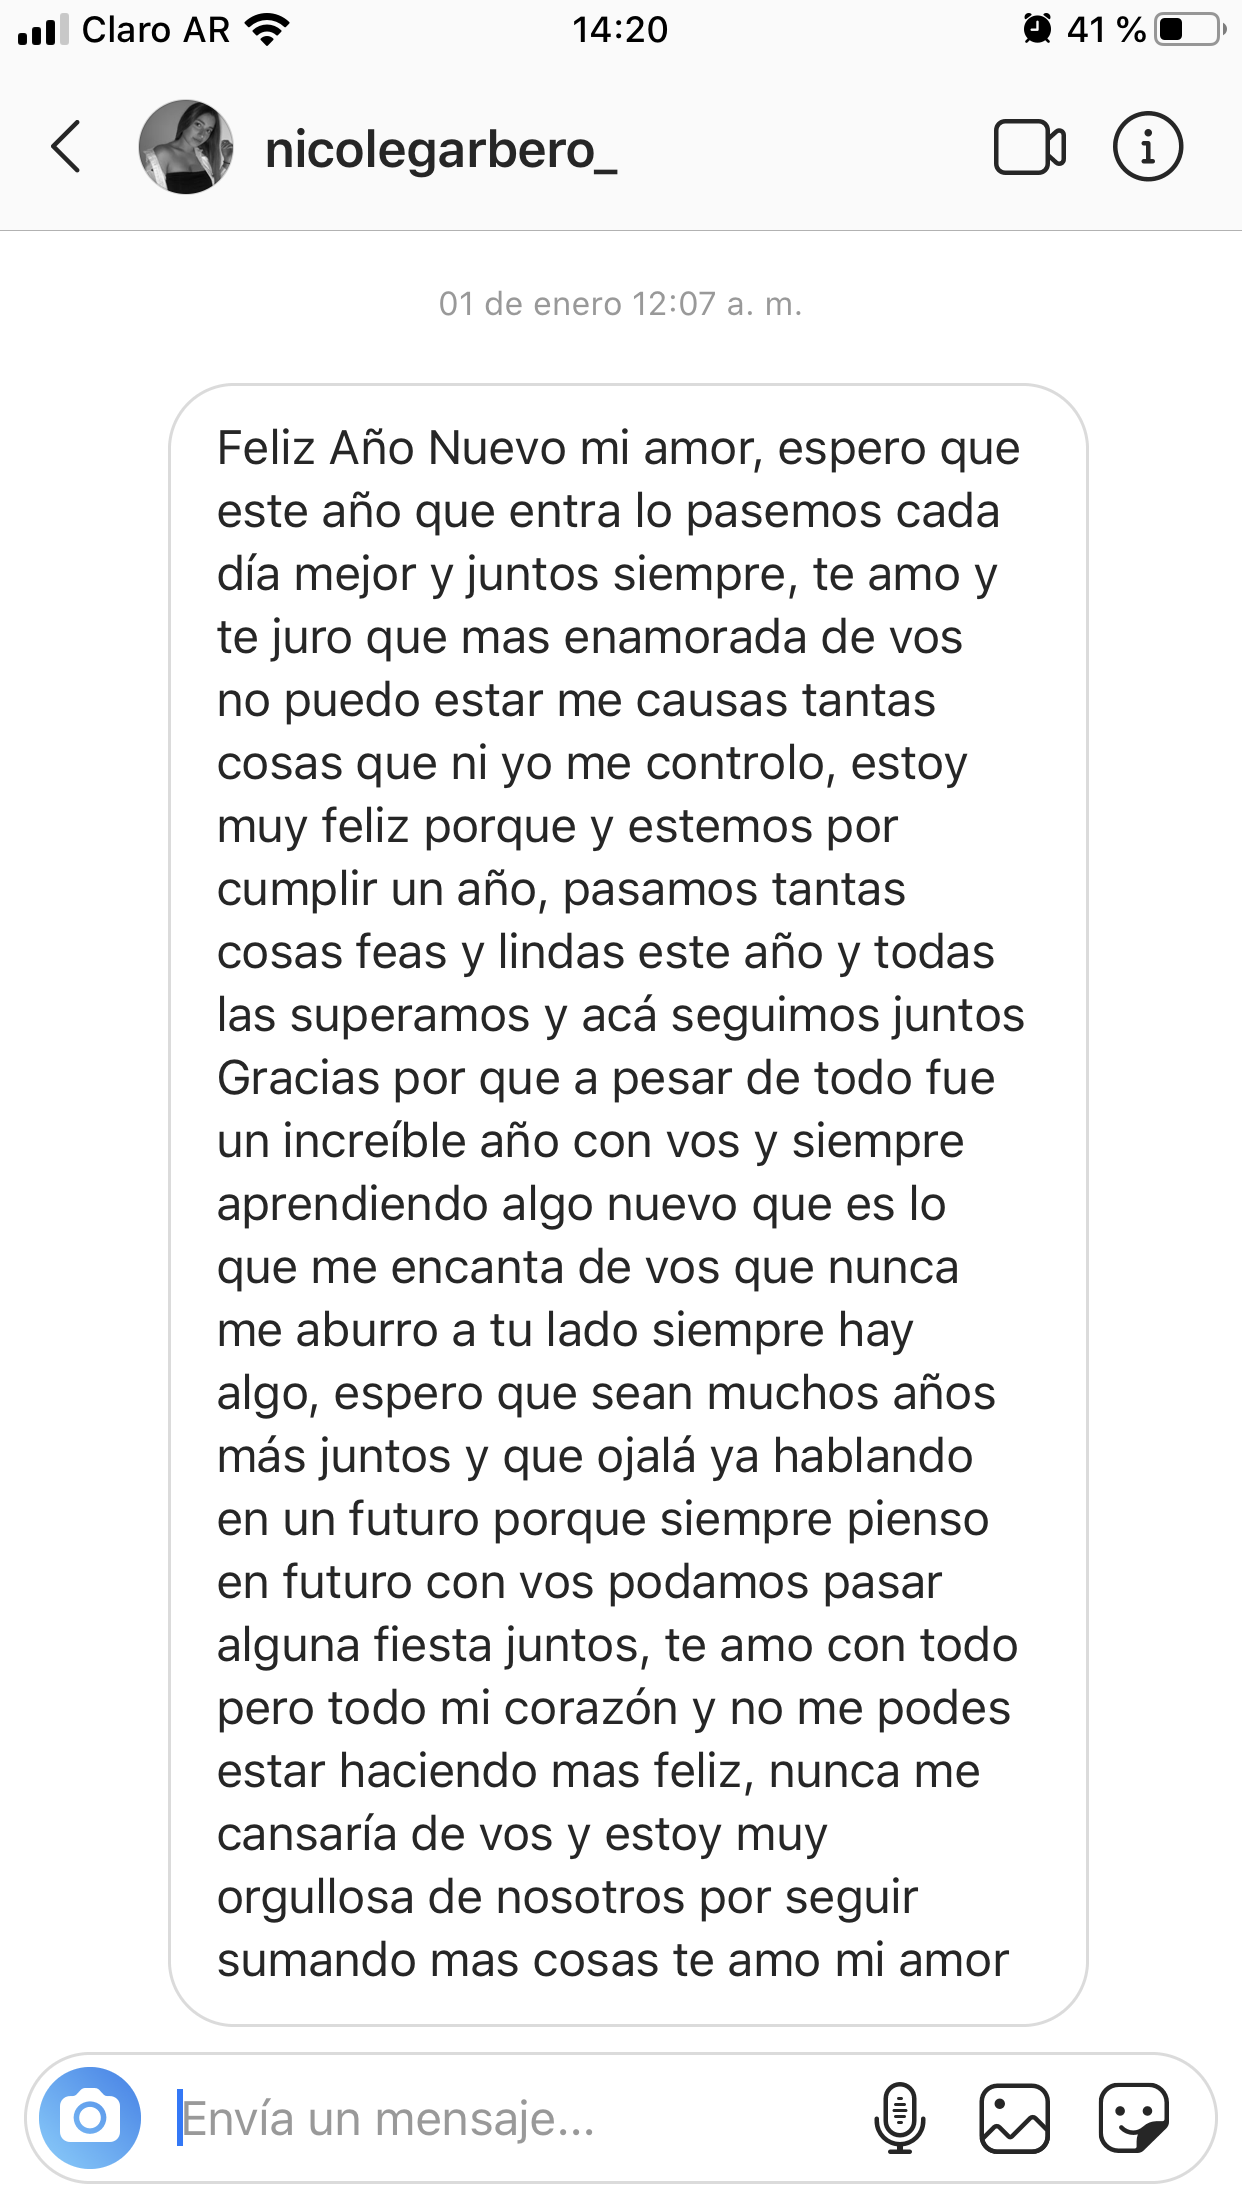 Claro AR
14:20
41 %
nicolegarbero_
01 de enero 12:07 a. m.
Feliz Año Nuevo mi amor, espero que
este año que entra lo pasemos cada
día mejor y juntos siempre, te amo y
te juro que mas enamorada de vos
no puedo estar me causas tantas
cosas que ni yo me controlo, estoy
muy feliz porque y estemos por
cumplir un año, pasamos tantas
cosas feas y lindas este año y todas
las superamos y acá seguimos juntos
Gracias por que a pesar de todo fue
un increíble año con vos y siempre
aprendiendo algo nuevo que es lo
que me encanta de vos que nunca
me aburro a tu lado siempre hay
algo, espero que sean muchos años
más juntos y que ojalá ya hablando
en un futuro porque siempre pienso
en futuro con vos podamos pasar
alguna fiesta juntos, te amo con todo
pero todo mi corazón y no me podes
estar haciendo mas feliz, nunca me
cansaría de vos y estoy muy
orgullosa de nosotros por seguir
sumando mas cosas te amo mi amor
Envía un mensaje...